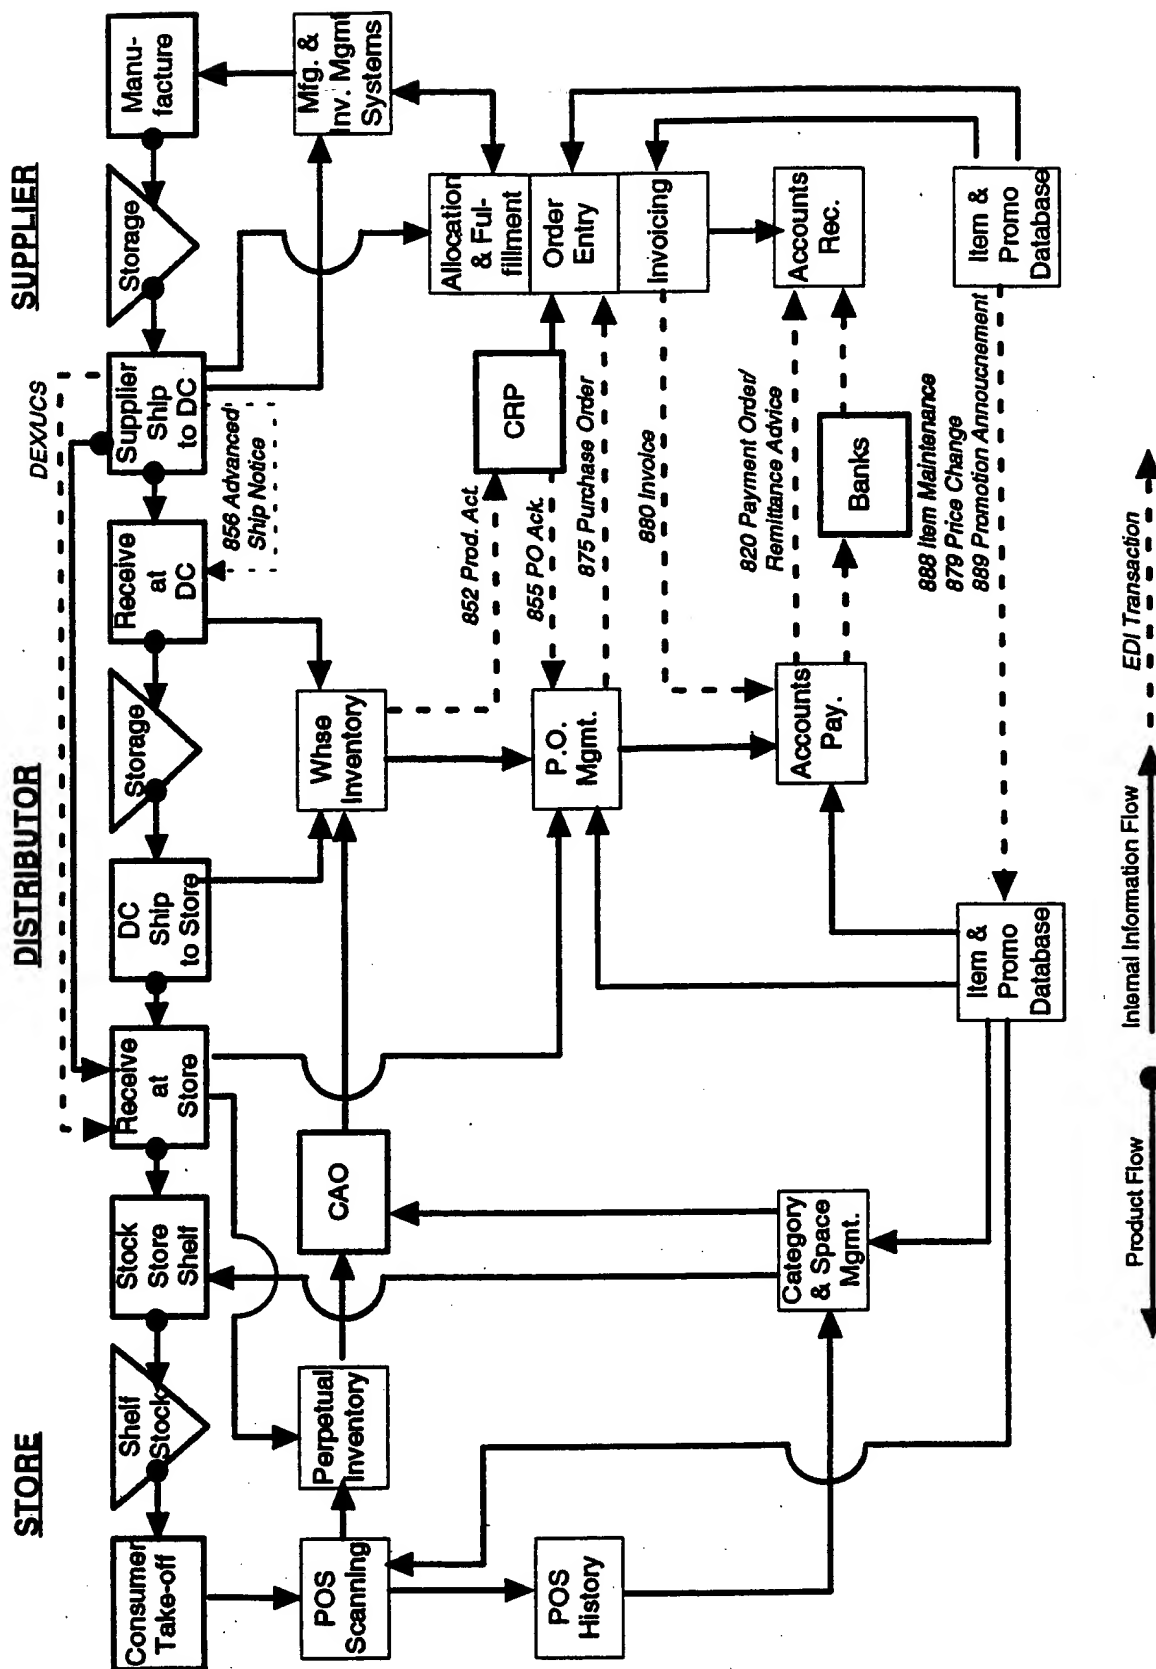 STORE
DISTRIBUTOR
SUPPLIER
DEX/UCS
Consumer
Take-off
Shelf
Stock
Stock
Store
Shelf
Receive
at
Store
DC
Ship
to Store
Storage
Receive
at
DC
Supplier
Ship
to DC
Storage
Manu-
facture
856 Advanced
Ship Notice
POS
Scanning
Perpetual
Inventory
CAO
Whse
Inventory
Mfg. &
Inv. Mgmt
Systems
852 Prod. Act.
CRP
855 PO Ack.
875 Purchase Order
Allocation
& Ful-
fillment
Order
Entry
Invoicing
POS
History
P.O.
Mgmt.
880 Invoice
Category
& Space
Mgmt.
Accounts
Pay.
820 Payment Order/
Remittance Advice
Banks
Accounts
Rec.
888 Item Maintenance
879 Price Change
889 Promotion Annoucnement
Item &
Promo
Database
Item &
Promo
Database
Product Flow
Internal Information Flow
EDI Transaction